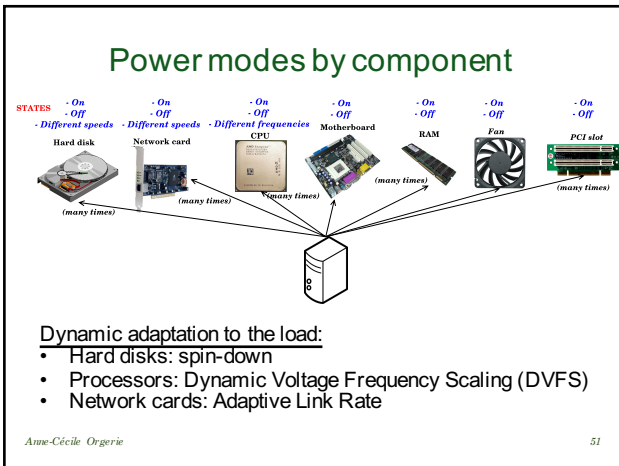 Power modes by component
STATES
- On
- Off
- Different speeds
Hard disk
(many times)
- On
- Off
- Different speeds
Network card
(many times)
- On
- Off
- Different frequencies
CPU
(many times)
- On
- Off
Motherboard
- On
- Off
RAM
(many times)
- On
- Off
Fan
- On
- Off
PCI slot
(many times)
Dynamic adaptation to the load:
• Hard disks: spin-down
• Processors: Dynamic Voltage Frequency Scaling (DVFS)
• Network cards: Adaptive Link Rate
Anne-Cécile Orgerie
51